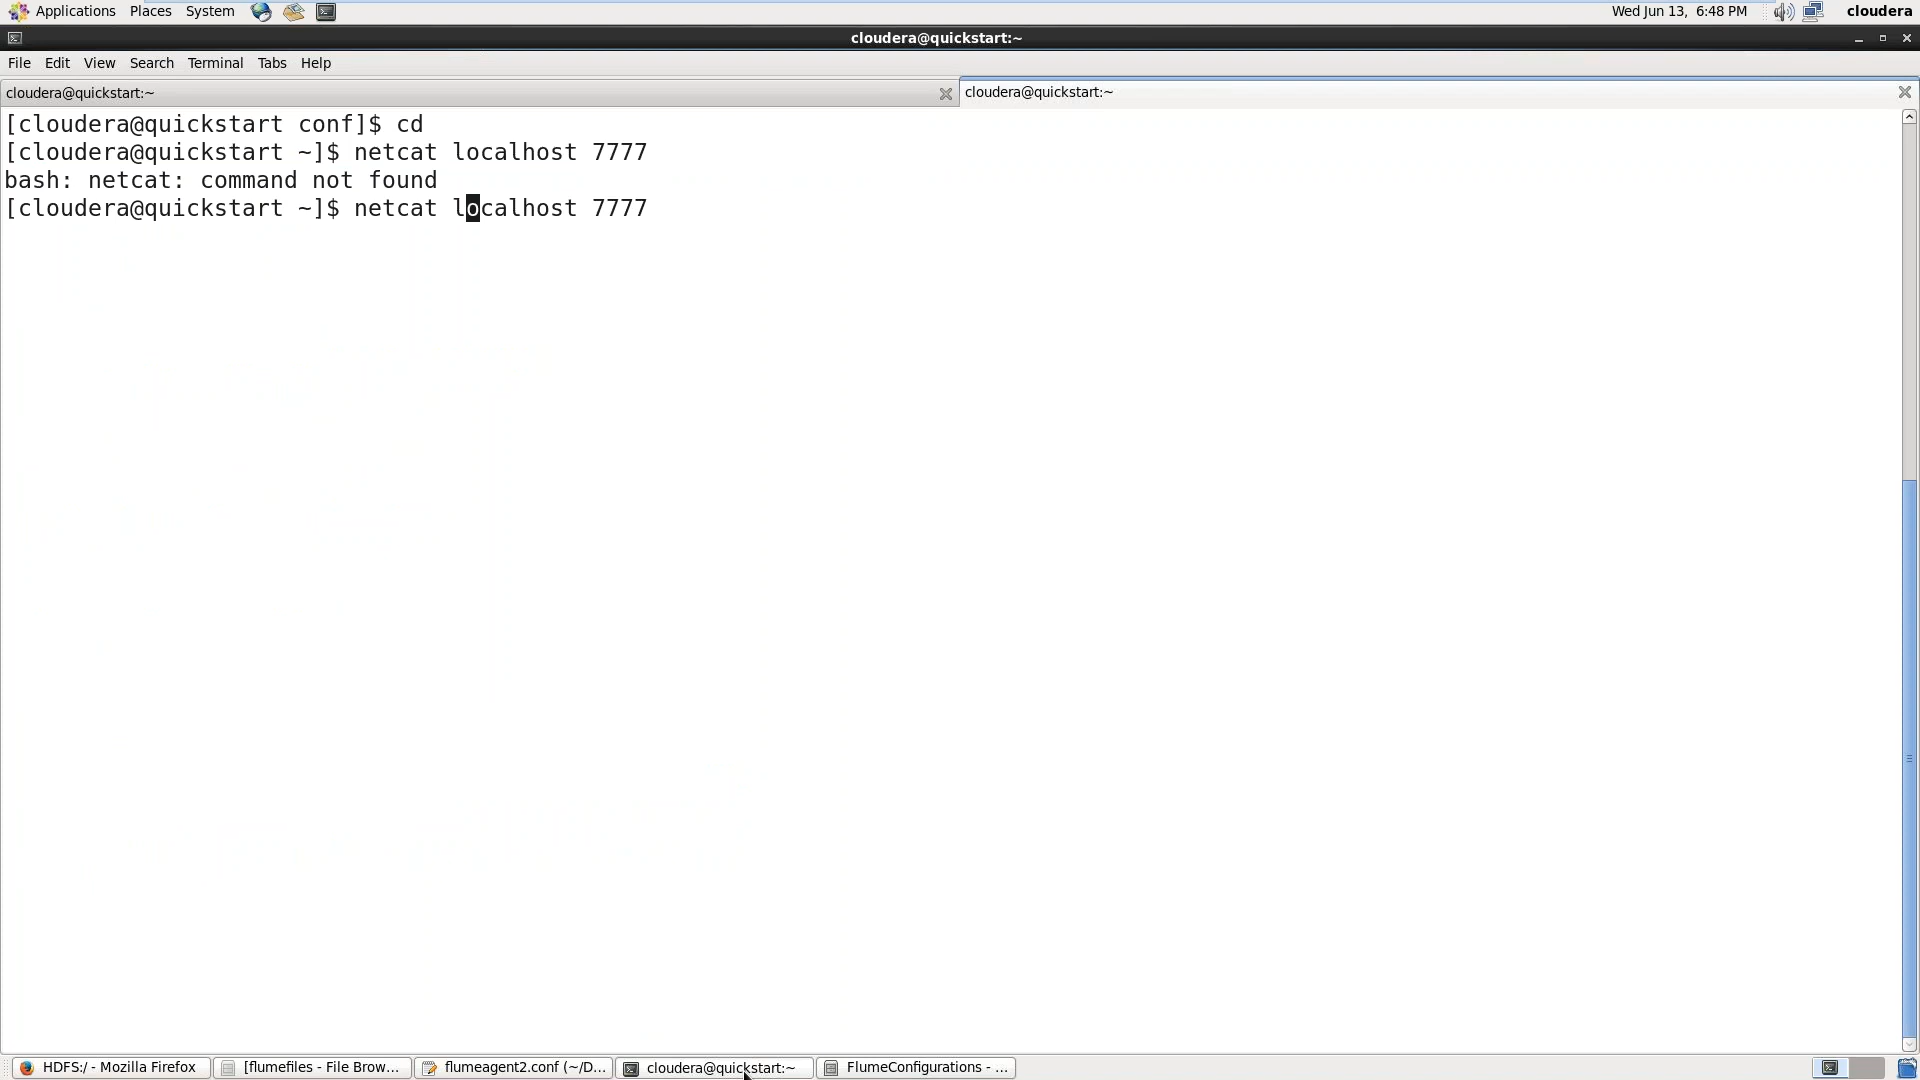 Applications Places System Wed Jun 13, 6:48 PM cloudera
cloudera@quickstart:~
File Edit View Search Terminal Tabs Help
cloudera@quickstart:~ cloudera@quickstart:~
[cloudera@quickstart conf]$ cd
[cloudera@quickstart ~]$ netcat localhost 7777
bash: netcat: command not found
[cloudera@quickstart ~]$ netcat localhost 7777
HDFS:/ - Mozilla Firefox [flumefiles - File Brow... flumeagent2.conf (~/D... cloudera@quickstart:~ FlumeConfigurations - ...